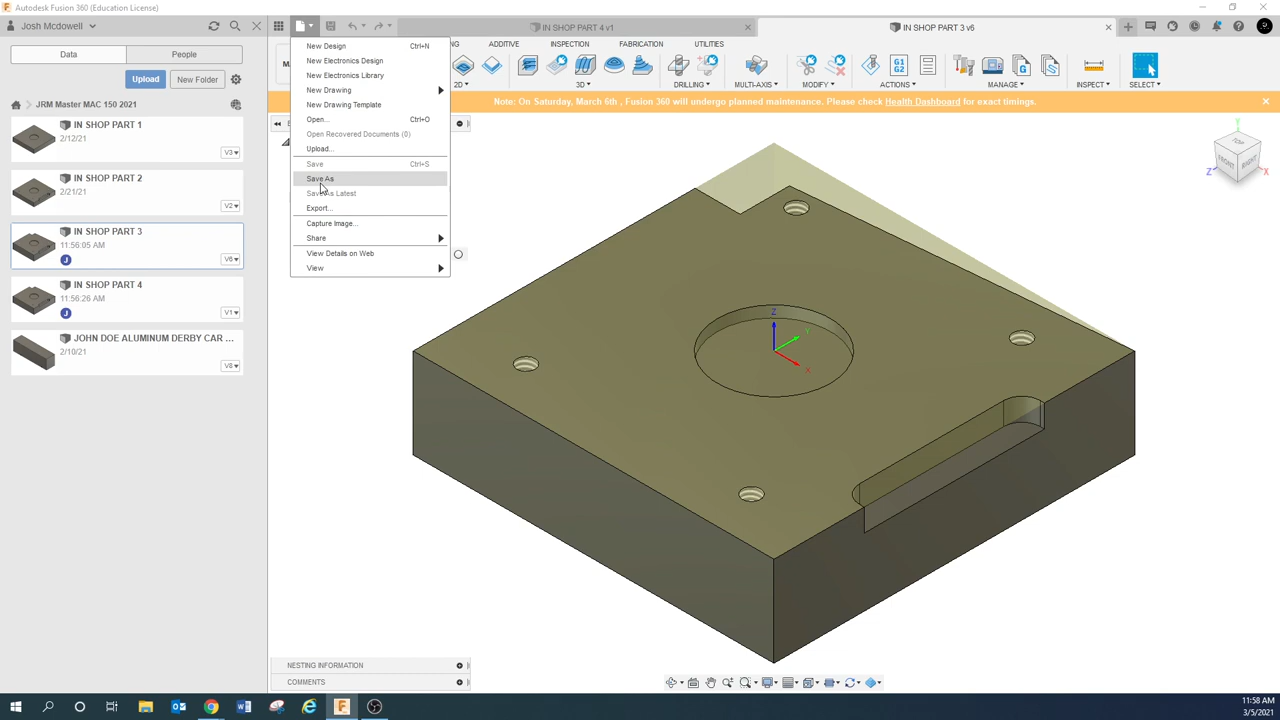 Autodesk Fusion 360 (Education License)
Josh Mcdowell
Data
People
Upload
New Folder
JRM Master MAC 150 2021
IN SHOP PART 1
2/12/21
V3
IN SHOP PART 2
2/21/21
V2
IN SHOP PART 3
11:56:05 AM
J
V6
IN SHOP PART 4
11:56:26 AM
J
V1
JOHN DOE ALUMINUM DERBY CAR ...
2/10/21
V8
IN SHOP PART 4 v1
IN SHOP PART 3 v6
ADDITIVE
INSPECTION
FABRICATION
UTILITIES
2D
3D
DRILLING
MULTI-AXIS
MODIFY
G1
G2
ACTIONS
G
MANAGE
INSPECT
SELECT
Note: On Saturday, March 6th , Fusion 360 will undergo planned maintenance. Please check Health Dashboard for exact timings.
New Design Ctrl+N
New Electronics Design
New Electronics Library
New Drawing
New Drawing Template
Open... Ctrl+O
Open Recovered Documents (0)
Upload...
Save Ctrl+S
Save As
Save As Latest
Export...
Capture Image...
Share
View Details on Web
View
Y
TOP
FRONT
RIGHT
Z
X
Z
Y
X
NESTING INFORMATION
COMMENTS
11:58 AM
3/5/2021